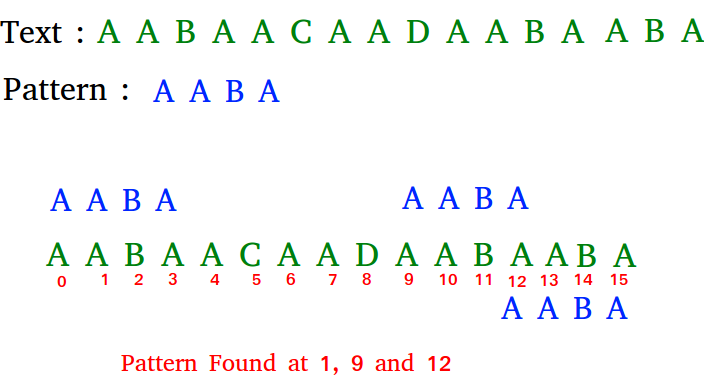 Text : A A B A A C A A D A A B A A B A
Pattern : A A B A
A A B A A A B A
A A B A A C A A D A A B A A B A
0 1 2 3 4 5 6 7 8 9 10 11 12 13 14 15
A A B A
Pattern Found at 1, 9 and 12